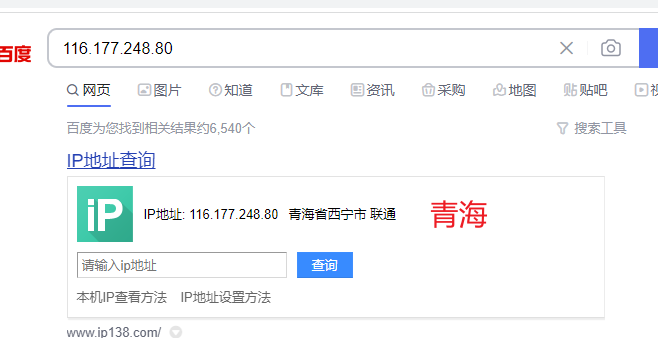 百度
116.177.248.80
网页 图片 知道 文库 资讯 采购 地图 贴吧
百度为您找到相关结果约6,540个 搜索工具
IP地址查询
iP IP地址: 116.177.248.80 青海省西宁市 联通 青海
请输入ip地址 查询
本机IP查看方法 IP地址设置方法
www.ip138.com/